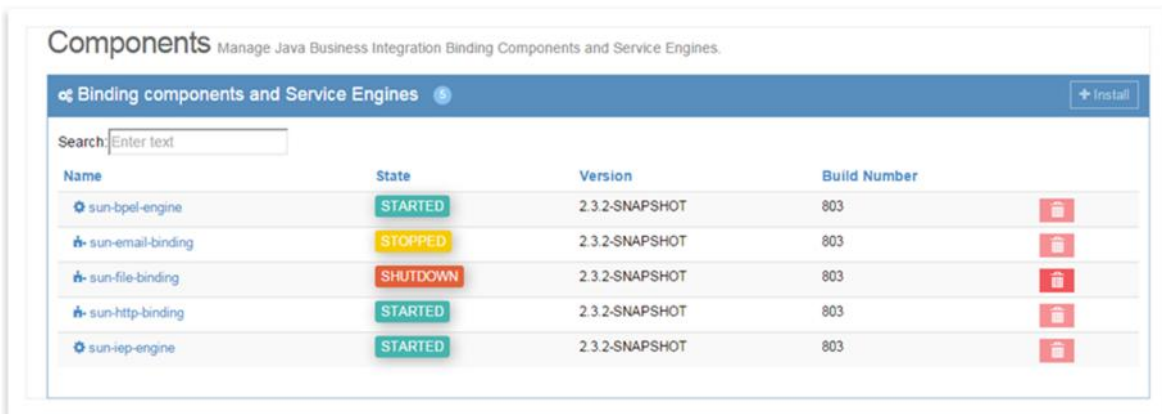 Components Manage Java Business Integration Binding Components and Service Engines.
Binding components and Service Engines 5
+ Install
Search: Enter text
Name State Version Build Number
sun-bpel-engine STARTED 2.3.2-SNAPSHOT 803
sun-email-binding STOPPED 2.3.2-SNAPSHOT 803
sun-file-binding SHUTDOWN 2.3.2-SNAPSHOT 803
sun-http-binding STARTED 2.3.2-SNAPSHOT 803
sun-iep-engine STARTED 2.3.2-SNAPSHOT 803